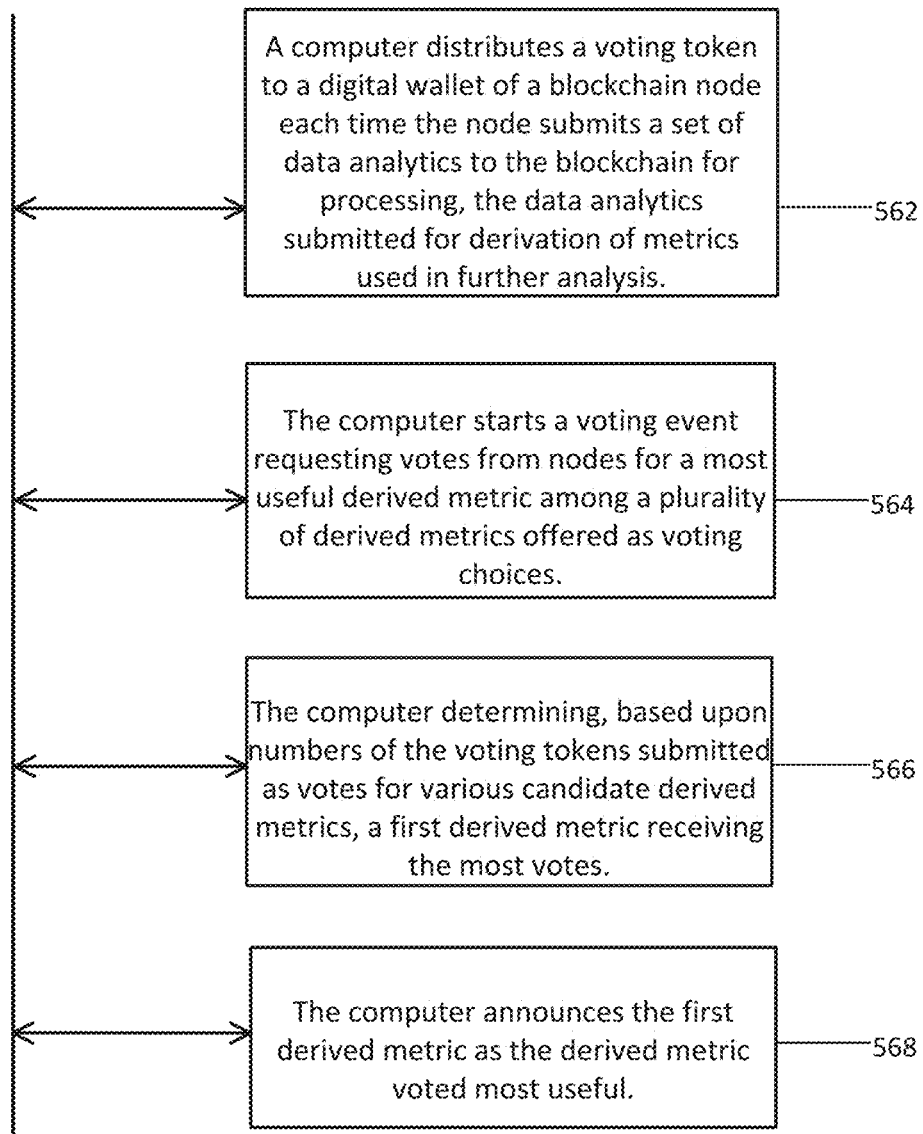 A computer distributes a voting token
to a digital wallet of a blockchain node
each time the node submits a set of
data analytics to the blockchain for
processing, the data analytics
submitted for derivation of metrics
used in further analysis.
562
The computer starts a voting event
requesting votes from nodes for a most
useful derived metric among a plurality
of derived metrics offered as voting
choices.
564
The computer determining, based upon
numbers of the voting tokens submitted
as votes for various candidate derived
metrics, a first derived metric receiving
the most votes.
566
The computer announces the first
derived metric as the derived metric
voted most useful.
568